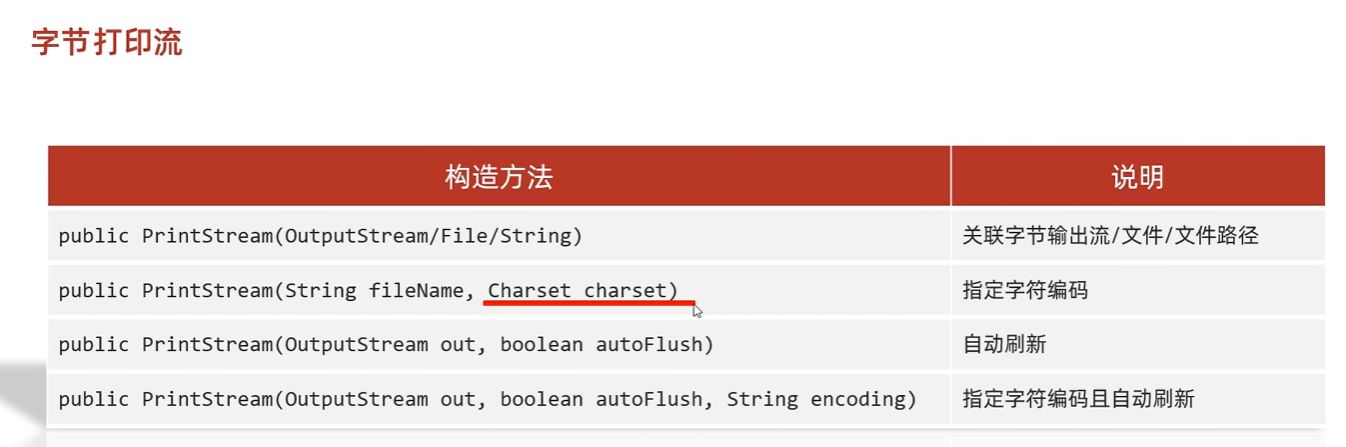 字节打印流
构造方法 说明
public PrintStream(OutputStream/File/String) 关联字节输出流/文件/文件路径
public PrintStream(String fileName, Charset charset) 指定字符编码
public PrintStream(OutputStream out, boolean autoFlush) 自动刷新
public PrintStream(OutputStream out, boolean autoFlush, String encoding) 指定字符编码且自动刷新